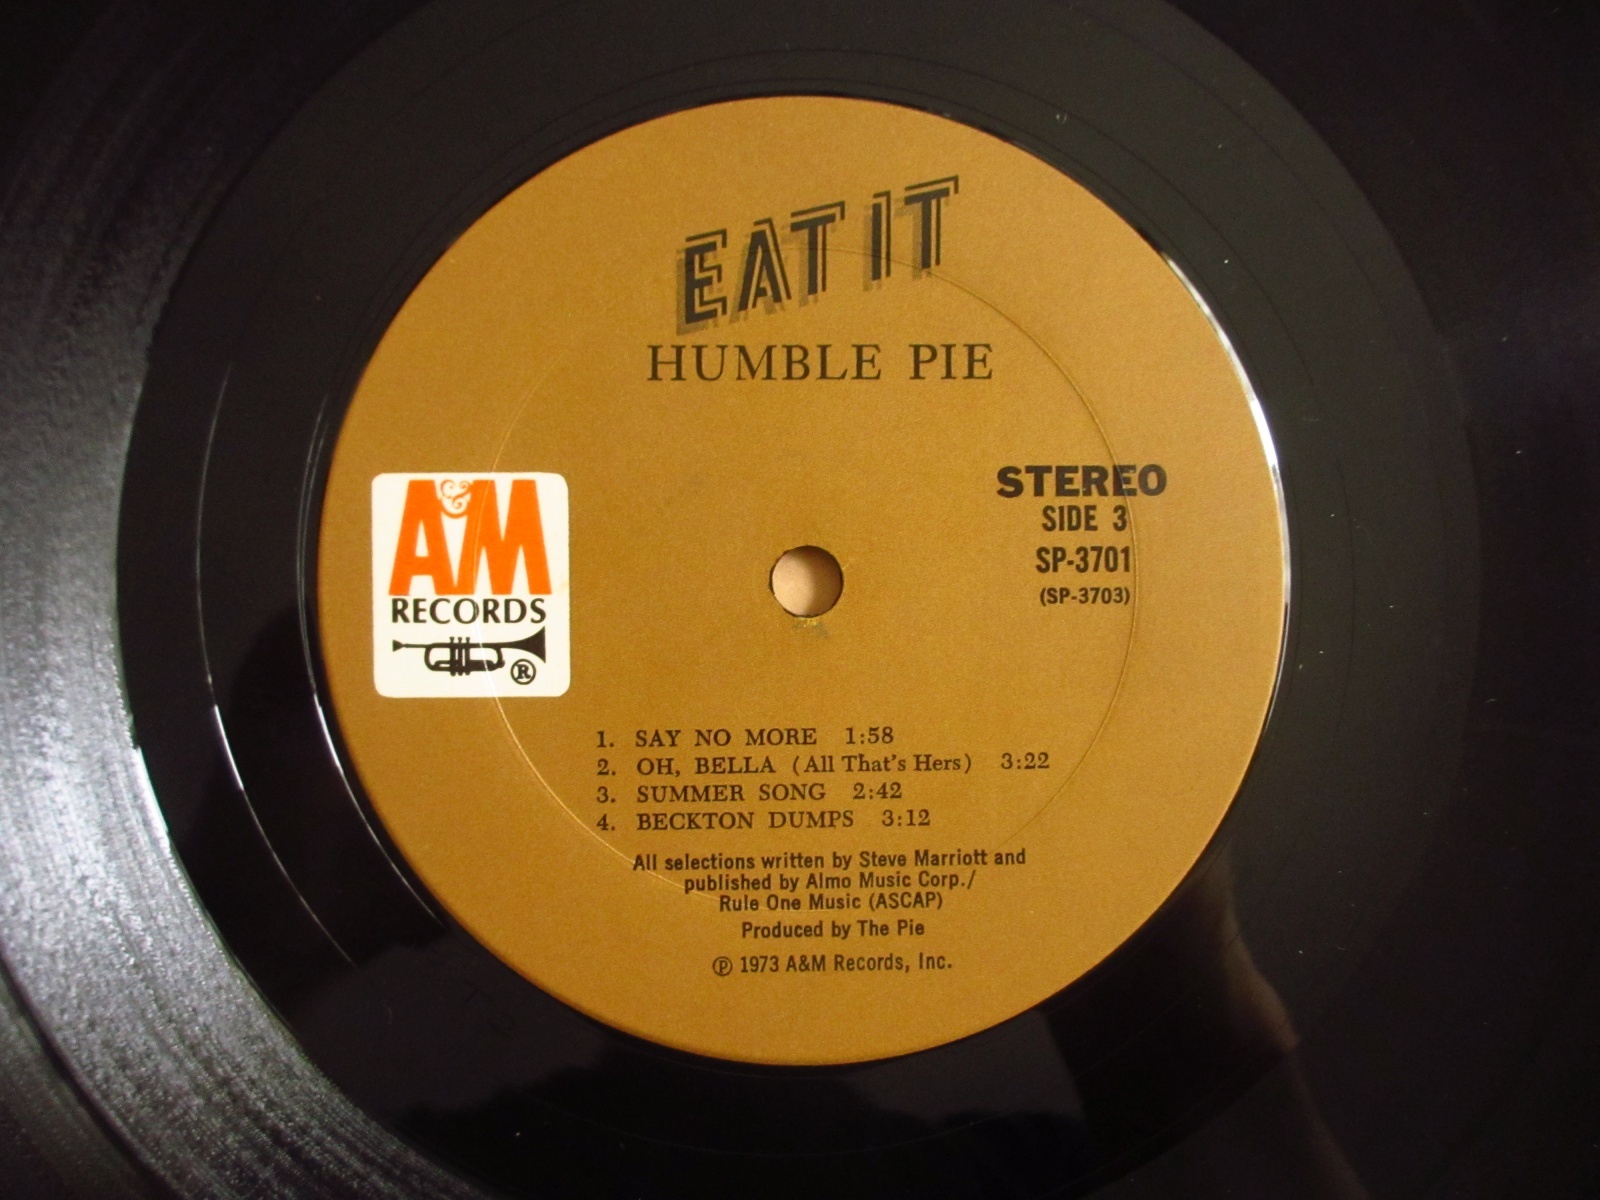 EAT IT
HUMBLE PIE
A&M
RECORDS
®
STEREO
SIDE 3
SP-3701
(SP-3703)
1. SAY NO MORE 1:58
2. OH, BELLA (All That's Hers) 3:22
3. SUMMER SONG 2:42
4. BECKTON DUMPS 3:12
All selections written by Steve Marriott and
published by Almo Music Corp./
Rule One Music (ASCAP)
Produced by The Pie
℗ 1973 A&M Records, Inc.